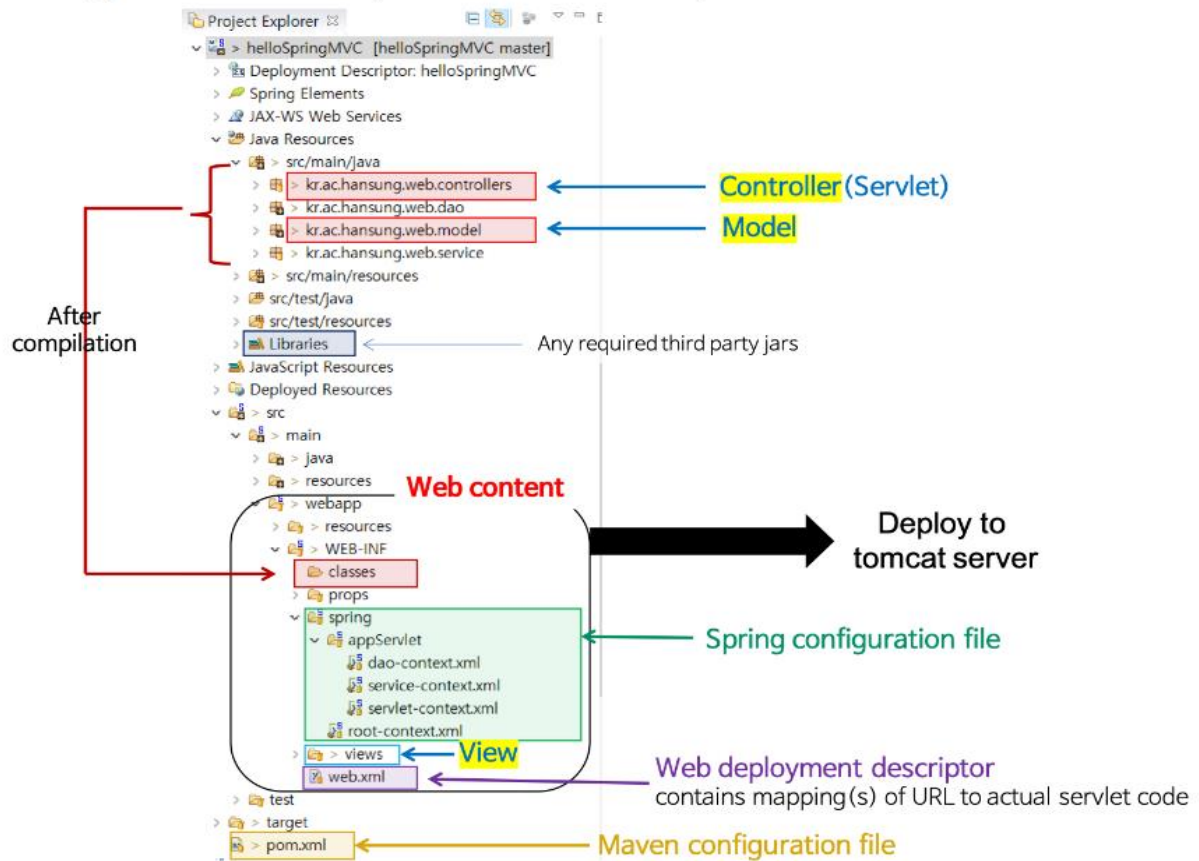 Project Explorer
> helloSpringMVC [helloSpringMVC master]
> Deployment Descriptor: helloSpringMVC
> Spring Elements
> JAX-WS Web Services
Java Resources
> src/main/java
> kr.ac.hansung.web.controllers
Controller (Servlet)
> kr.ac.hansung.web.dao
> kr.ac.hansung.web.model
Model
> kr.ac.hansung.web.service
> src/main/resources
src/test/java
src/test/resources
After
compilation
Libraries
Any required third party jars
JavaScript Resources
Deployed Resources
> src
> main
> java
> resources
Web content
> webapp
> resources
> WEB-INF
Deploy to
tomcat server
classes
props
spring
Spring configuration file
appServlet
dao-context.xml
service-context.xml
servlet-context.xml
root-context.xml
> views
View
web.xml
Web deployment descriptor
contains mapping(s) of URL to actual servlet code
test
> target
> pom.xml
Maven configuration file